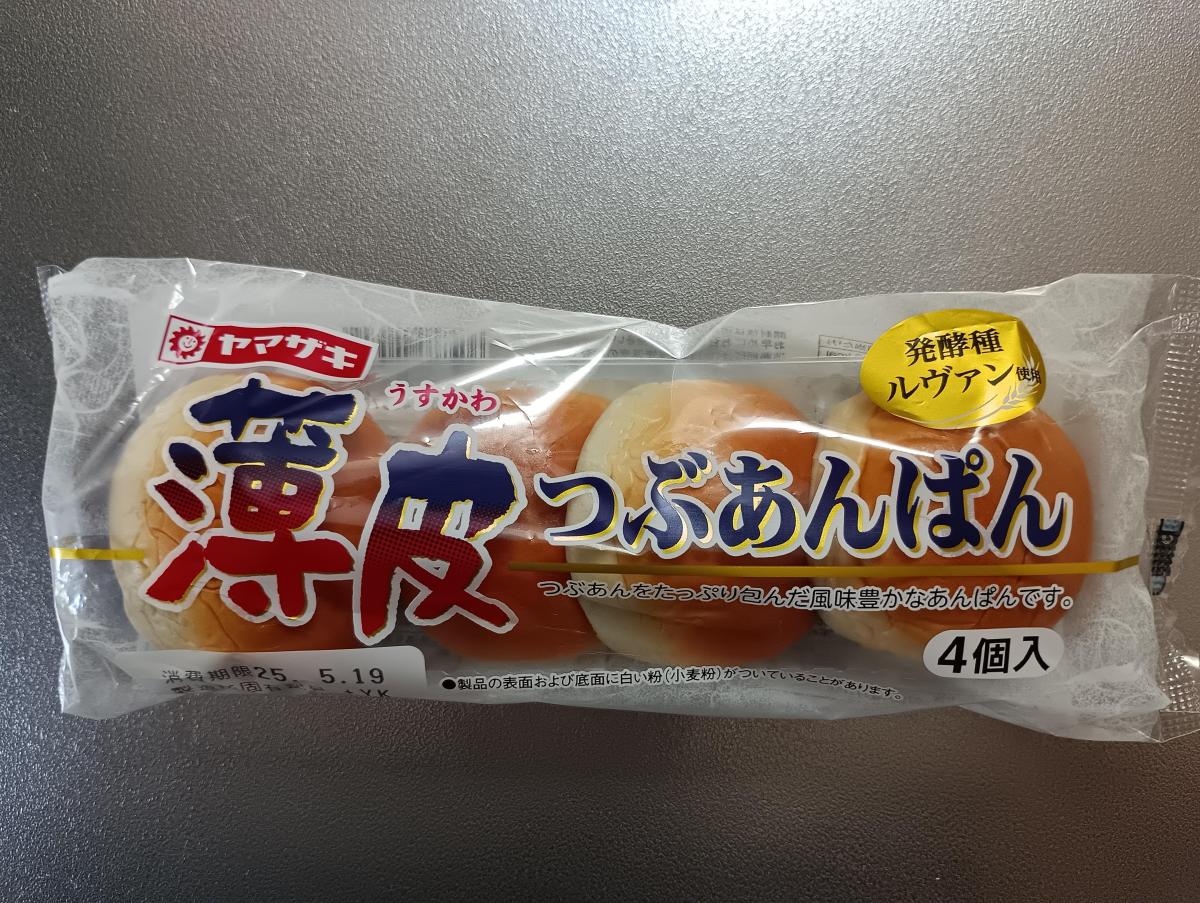 ヤマザキ
うすかわ
薄皮
つぶあんぱん
発酵種
ルヴァン使用
つぶあんをたっぷり包んだ風味豊かなあんぱんです。
4個入
消費期限25. 5.19
●製品の表面および底面に白い粉(小麦粉)がついていることがあります。